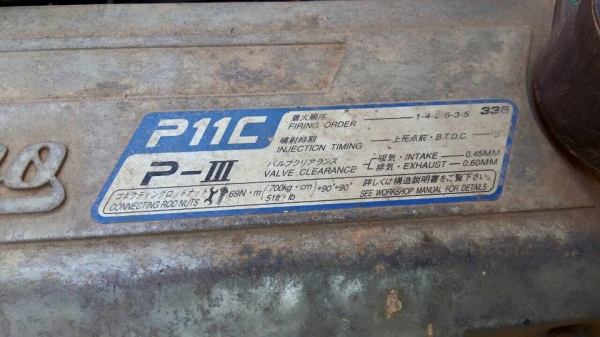 P11C
P-III
着火順序
FIRING ORDER 1-4-2-6-3-5 335
噴射時期 上死点前・B.T.D.C.
INJECTION TIMING
バルブクリアランス 吸気・INTAKE 0.45MM
VALVE CLEARANCE 排気・EXHAUST 0.60MM
コネクティングロッドナット 69N・m 700kg・cm +90°+90°
CONNECTING ROD NUTS 51ft・lb
詳しくは構造説明書をご覧下さい。
SEE WORKSHOP MANUAL FOR DETAILS